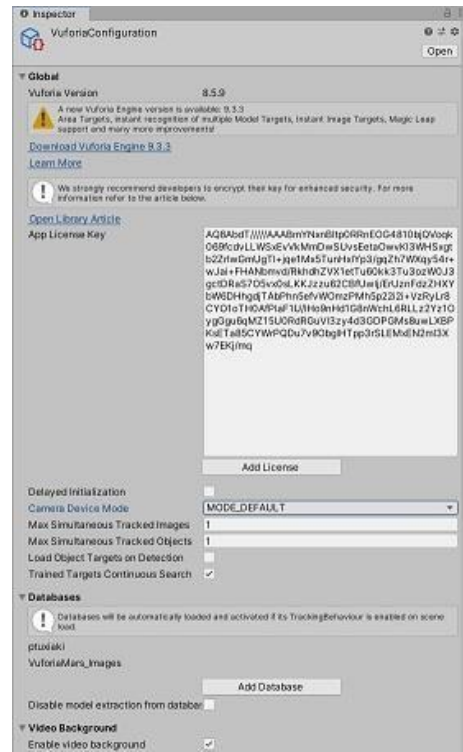 Inspector
VuforiaConfiguration
Open
Global
Vuforia Version 8.5.9
A new Vuforia Engine version is available: 9.3.3
Area Targets, instant recognition of multiple Model Targets, Instant Image Targets, Magic Leap
support and many more improvements!
Download Vuforia Engine 9.3.3
Learn More
We strongly recommend developers to encrypt their key for enhanced security. For more
information refer to the article below.
Open Library Article
App License Key
Add License
Delayed Initialization
Camera Device Mode MODE_DEFAULT
Max Simultaneous Tracked Images 1
Max Simultaneous Tracked Objects 1
Load Object Targets on Detection
Trained Targets Continuous Search
Databases
Databases will be automatically loaded and activated if its TrackingBehaviour is enabled on scene
load.
ptuxiaki
VuforiaMars_Images
Add Database
Disable model extraction from databar
Video Background
Enable video background